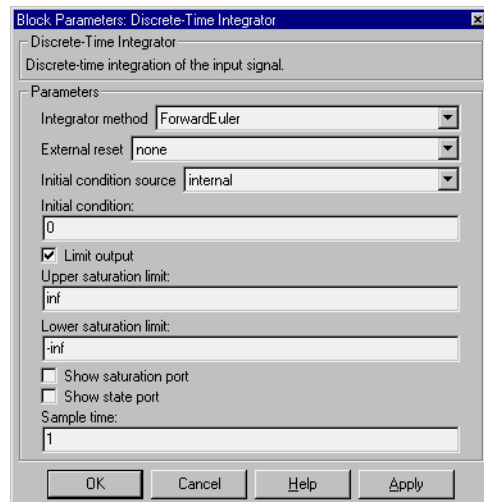 Block Parameters: Discrete-Time Integrator
Discrete-Time Integrator
Discrete-time integration of the input signal.
Parameters
Integrator method ForwardEuler
External reset none
Initial condition source internal
Initial condition:
0
Limit output
Upper saturation limit:
inf
Lower saturation limit:
-inf
Show saturation port
Show state port
Sample time:
1
OK Cancel Help Apply